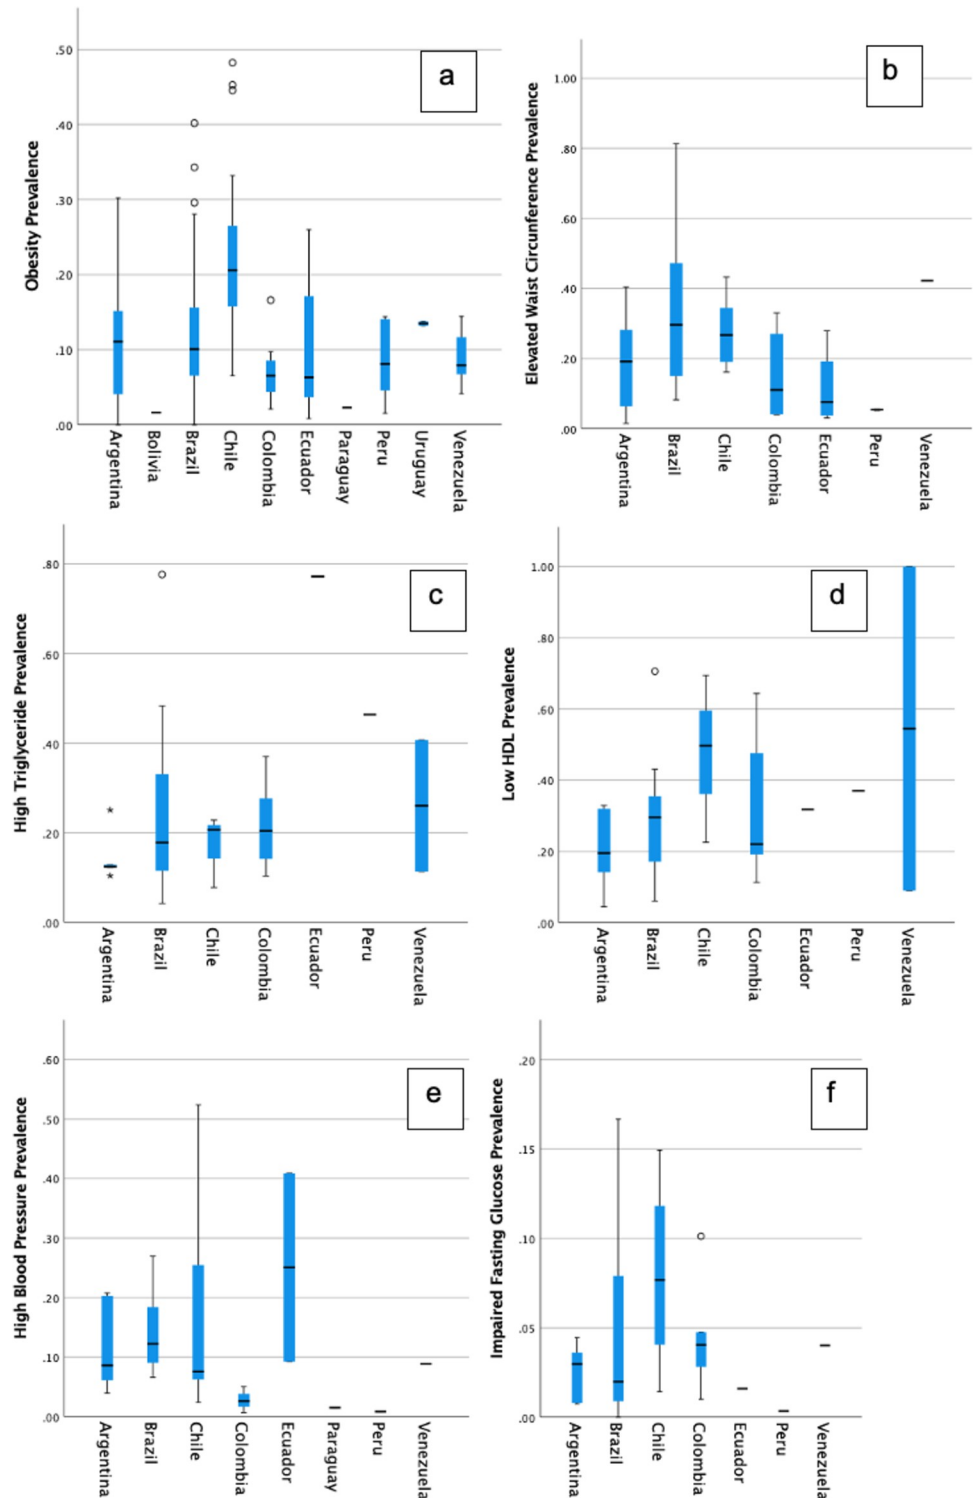 a
Obesity Prevalence
.50
.40
.30
.20
.10
.00
Argentina
Bolivia
Brazil
Chile
Colombia
Ecuador
Paraguay
Peru
Uruguay
Venezuela
b
Elevated Waist Circunference Prevalence
1.00
.80
.60
.40
.20
.00
Argentina
Brazil
Chile
Colombia
Ecuador
Peru
Venezuela
c
High Triglyceride Prevalence
.80
.60
.40
.20
.00
Argentina
Brazil
Chile
Colombia
Ecuador
Peru
Venezuela
d
Low HDL Prevalence
1.00
.80
.60
.40
.20
.00
Argentina
Brazil
Chile
Colombia
Ecuador
Peru
Venezuela
e
High Blood Pressure Prevalence
.60
.50
.40
.30
.20
.10
.00
Argentina
Brazil
Chile
Colombia
Ecuador
Paraguay
Peru
Venezuela
f
Impaired Fasting Glucose Prevalence
.20
.15
.10
.05
.00
Argentina
Brazil
Chile
Colombia
Ecuador
Peru
Venezuela